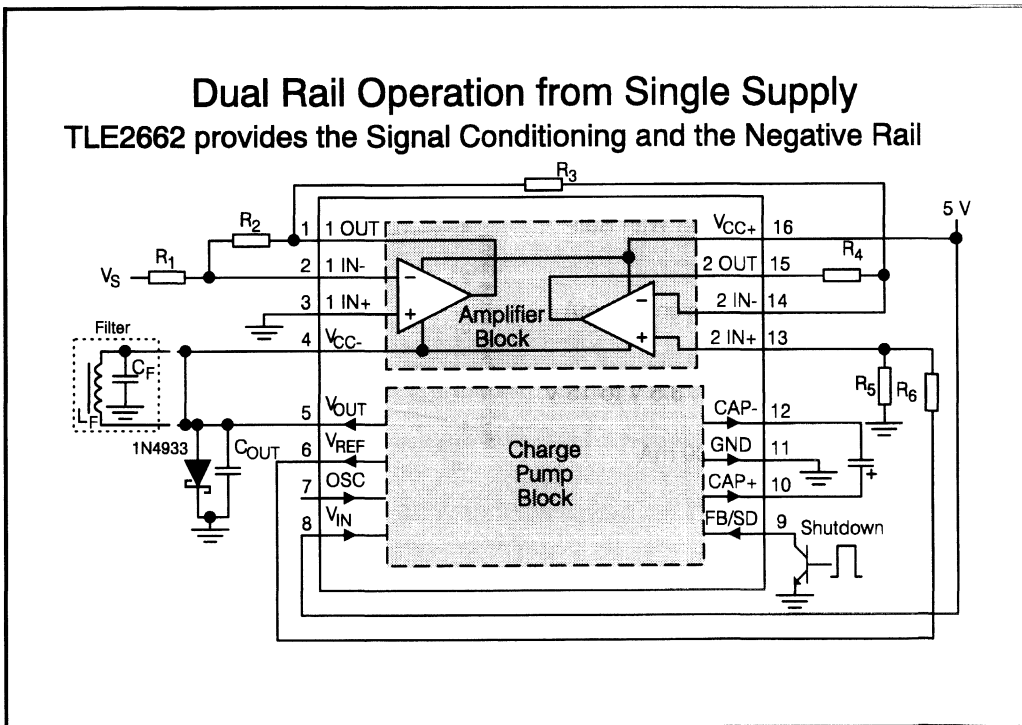 Dual Rail Operation from Single Supply
TLE2662 provides the Signal Conditioning and the Negative Rail
R3
5 V
R2
1 1 OUT
VCC+ 16
R1
R4
VS
2 1 IN-
2 OUT 15
3 1 IN+
2 IN- 14
Amplifier
Block
Filter
4 VCC-
2 IN+ 13
CF
LF
R5
R6
5 VOUT
CAP- 12
1N4933
COUT
6 VREF
GND 11
Charge
Pump
Block
7 OSC
CAP+ 10
8 VIN
FB/SD 9
Shutdown